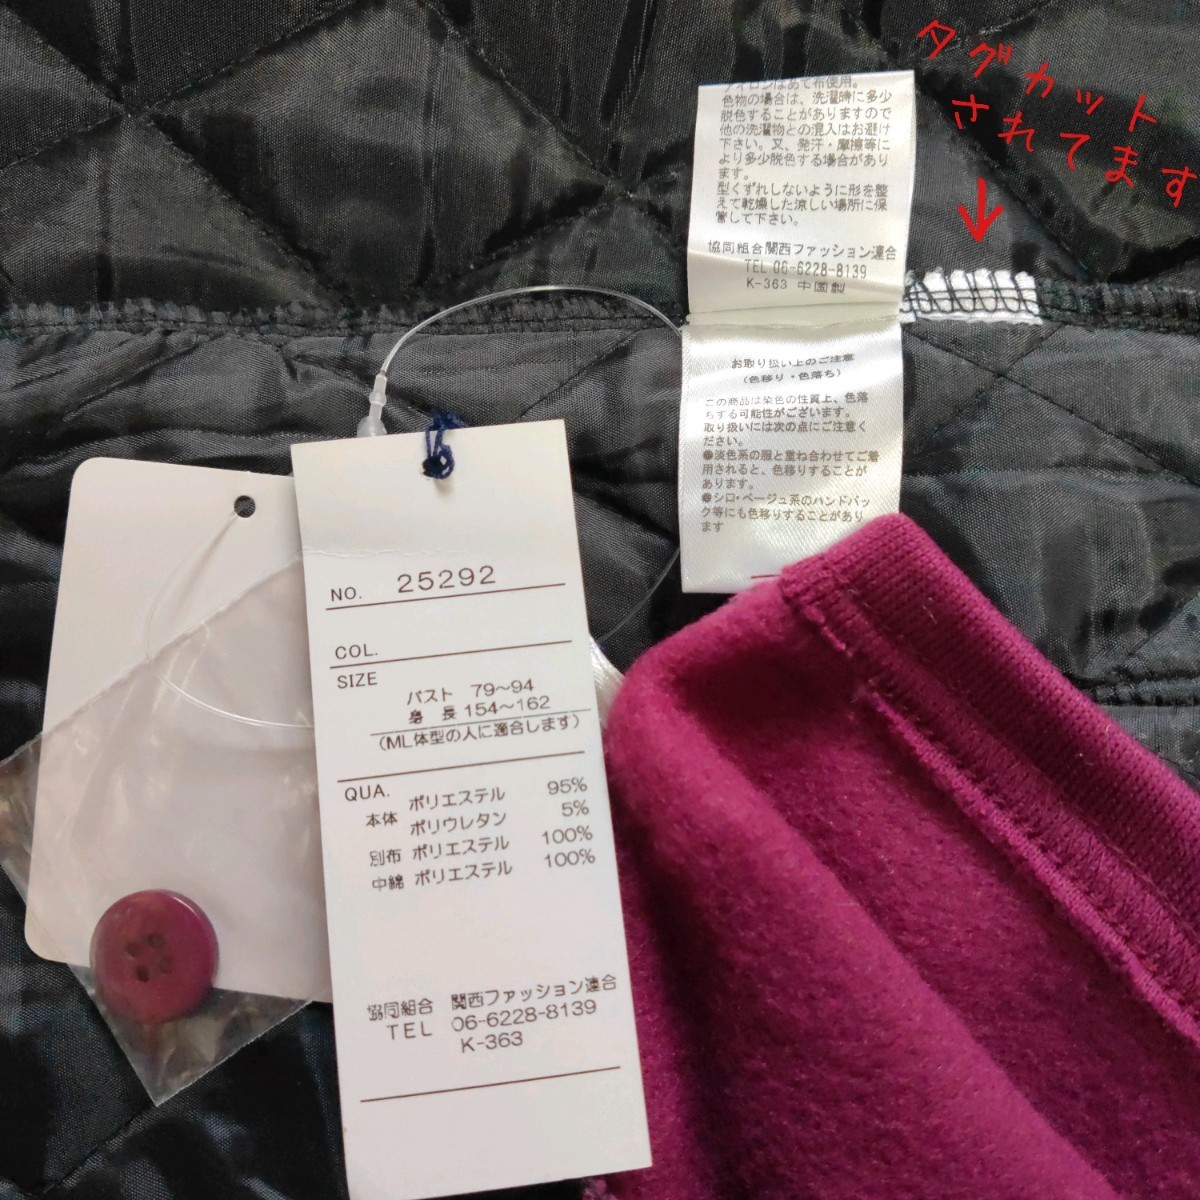 タグカット
されてます
アイロンはあて布使用。
色物の場合は、洗濯時に多少
脱色することがありますので
他の洗濯物との混入はお避け
下さい。又、発汗・摩擦等に
より多少脱色する場合があり
ます。
型くずれしないように形を整
えて乾燥した涼しい場所に保
管して下さい。
協同組合関西ファッション連合
TEL 06-6228-8139
K-363 中国製
お取り扱い上のご注意
（色移り・色落ち）
この商品は染色の性質上、色落
ちする可能性がございます。
取り扱いには次の点にご注意く
ださい。
●淡色系の服と重ね合わせてご着
用されると、色移りすることが
あります。
●シロ・ベージュ系のハンドバッ
ク等にも色移りすることがあり
ます
NO. 25292
COL.
SIZE
バスト 79〜94
身長 154〜162
（ML体型の人に適合します）
QUA.
本体 ポリエステル 95%
ポリウレタン 5%
別布 ポリエステル 100%
中綿 ポリエステル 100%
協同組合 関西ファッション連合
TEL 06-6228-8139
K-363